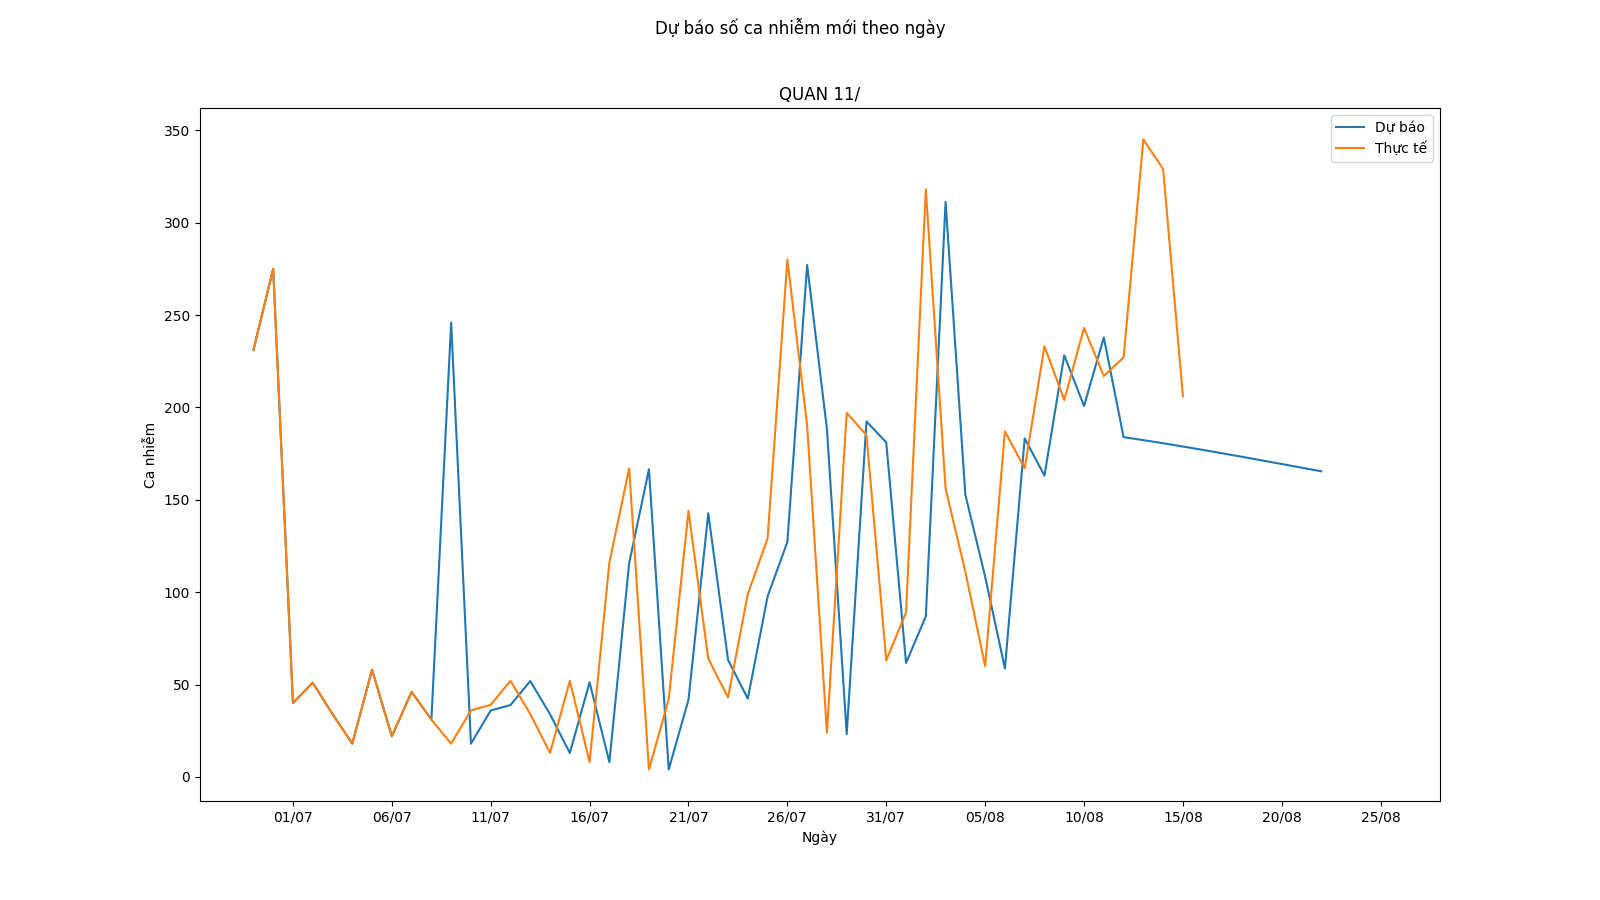 Dự báo số ca nhiễm mới theo ngày
QUAN 11/
Dự báo
Thực tế
350
300
250
200
150
100
50
0
Ca nhiễm
01/07 06/07 11/07 16/07 21/07 26/07 31/07 05/08 10/08 15/08 20/08 25/08
Ngày